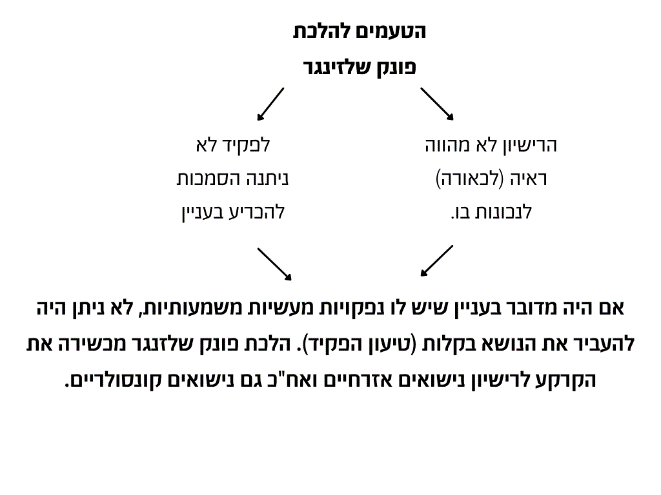 הטעמים להלכת
פונק שלזינגר
הרישיון לא מהווה
ראיה (לכאורה)
לנכונות בו.
לפקיד לא
ניתנה הסמכות
להכריע בעניין
אם היה מדובר בעניין שיש לו נפקויות מעשיות משמעותיות, לא ניתן היה
להעביר את הנושא בקלות (טיעון הפקיד). הלכת פונק שלזנגר מכשירה את
הקרקע לרישיון נישואים אזרחיים ואח"כ גם נישואים קונסולריים.